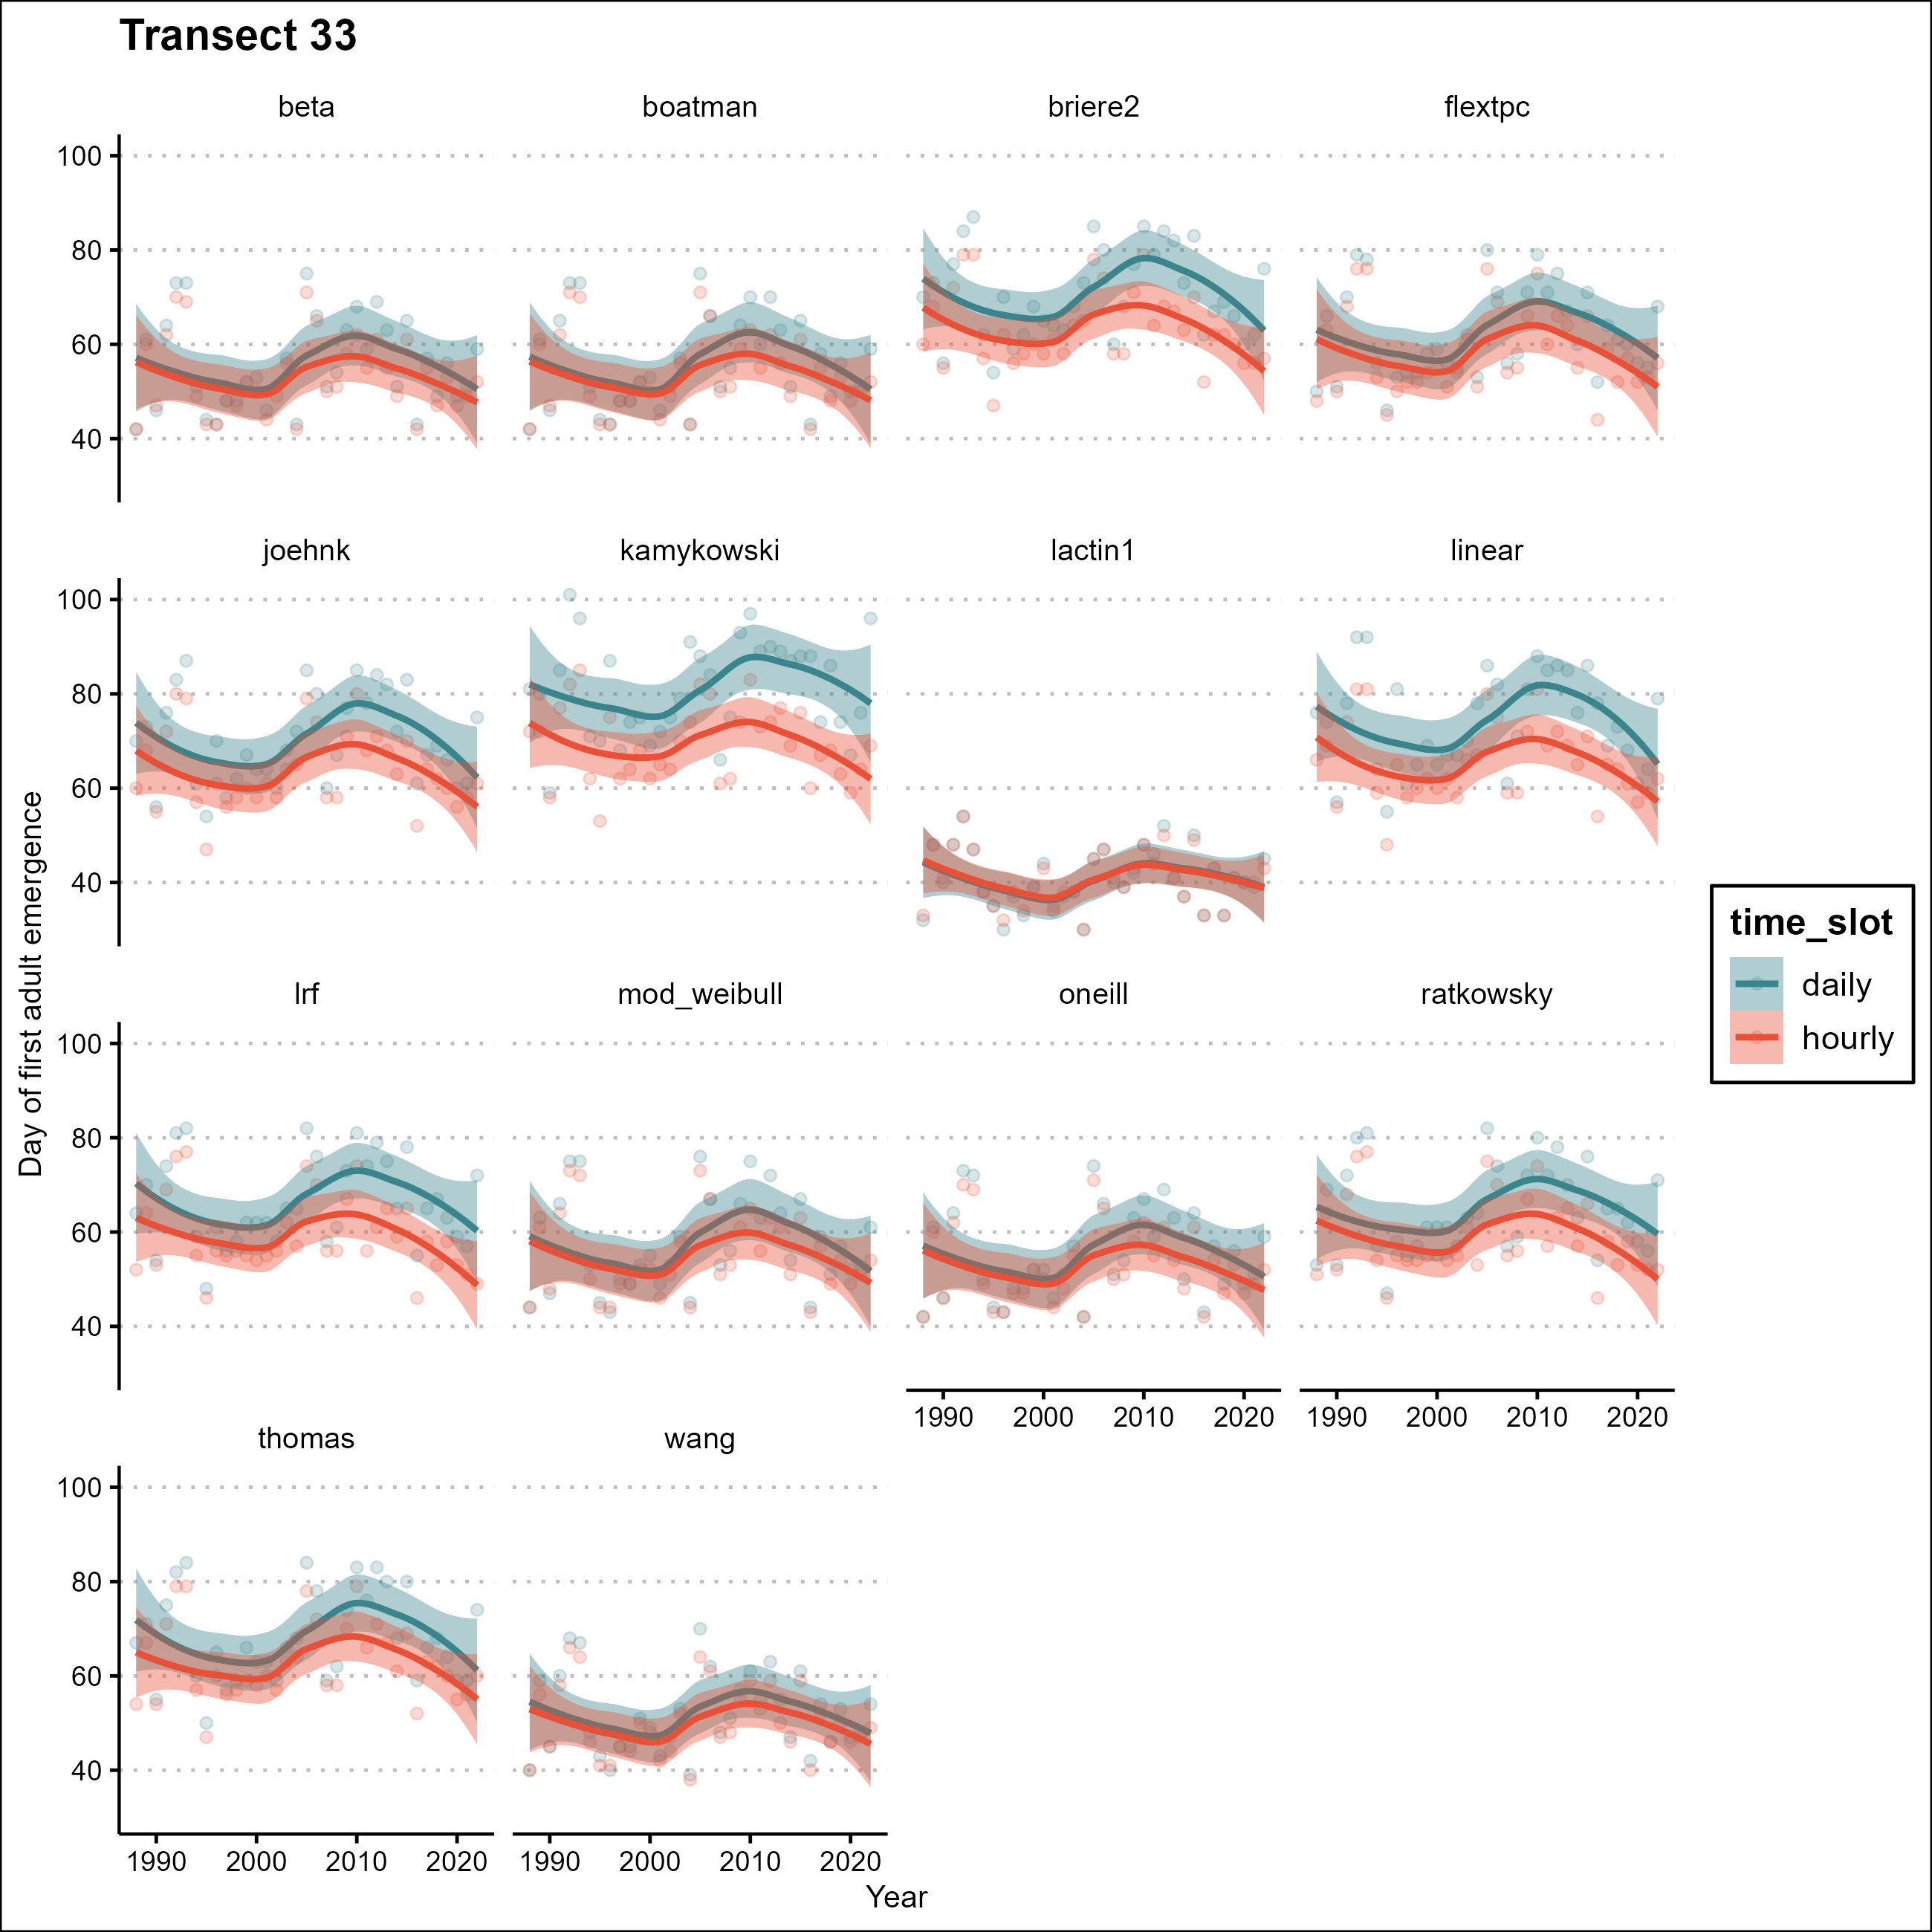 Transect 33
beta boatman briere2 flextpc
100
80
60
40
joehnk kamykowski lactin1 linear
100
80
60
40
Day of first adult emergence
time_slot
daily
hourly
lrf mod_weibull oneill ratkowsky
100
80
60
40
1990 2000 2010 2020 1990 2000 2010 2020
thomas wang
100
80
60
40
1990 2000 2010 2020 1990 2000 2010 2020
Year